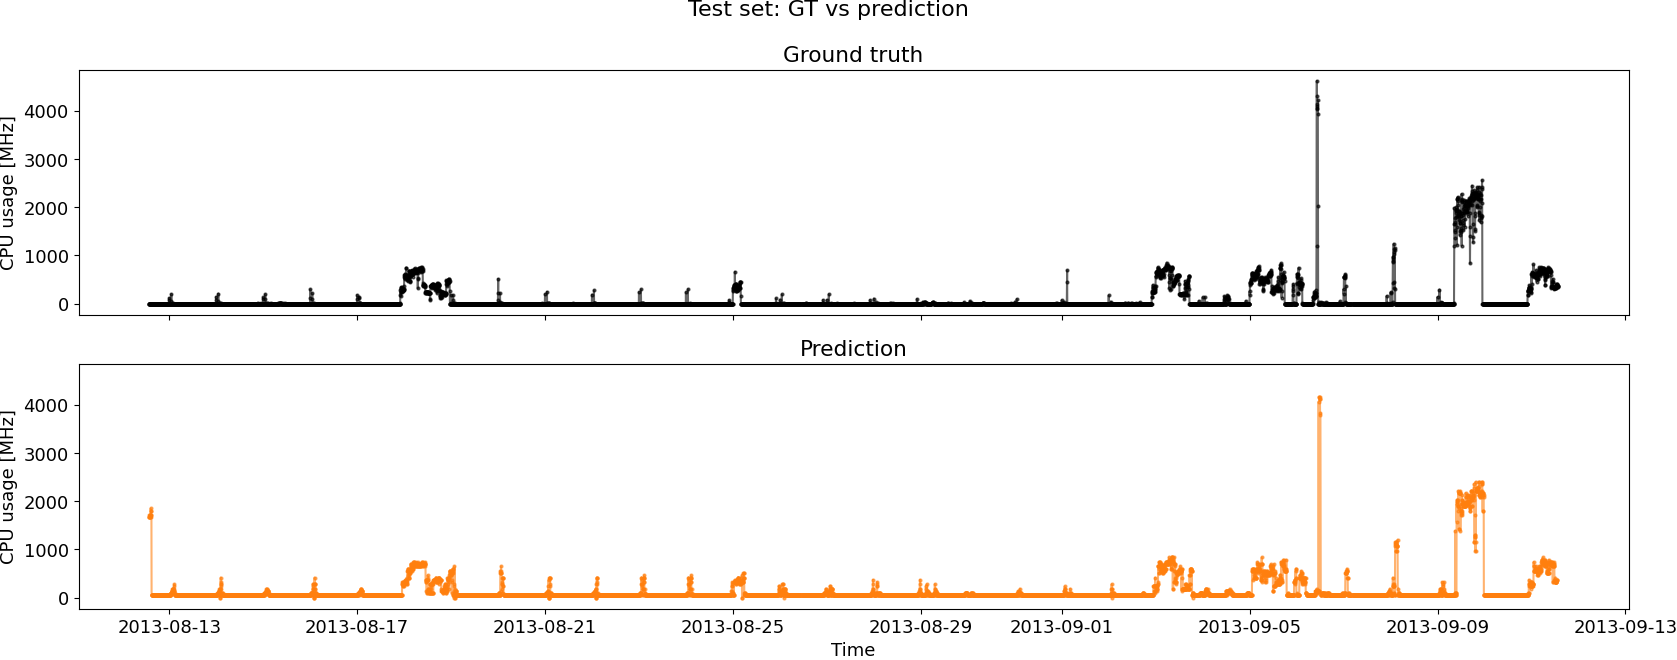 Test set: GT vs prediction
Ground truth
CPU usage [MHz]
4000
3000
2000
1000
0
Prediction
CPU usage [MHz]
4000
3000
2000
1000
0
2013-08-13 2013-08-17 2013-08-21 2013-08-25 2013-08-29 2013-09-01 2013-09-05 2013-09-09 2013-09-13
Time